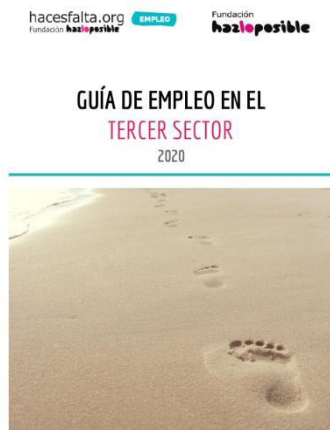 hacesfalta.org EMPLEO
Fundación hazloposible
Fundación
hazloposible
GUÍA DE EMPLEO EN EL
TERCER SECTOR
2020